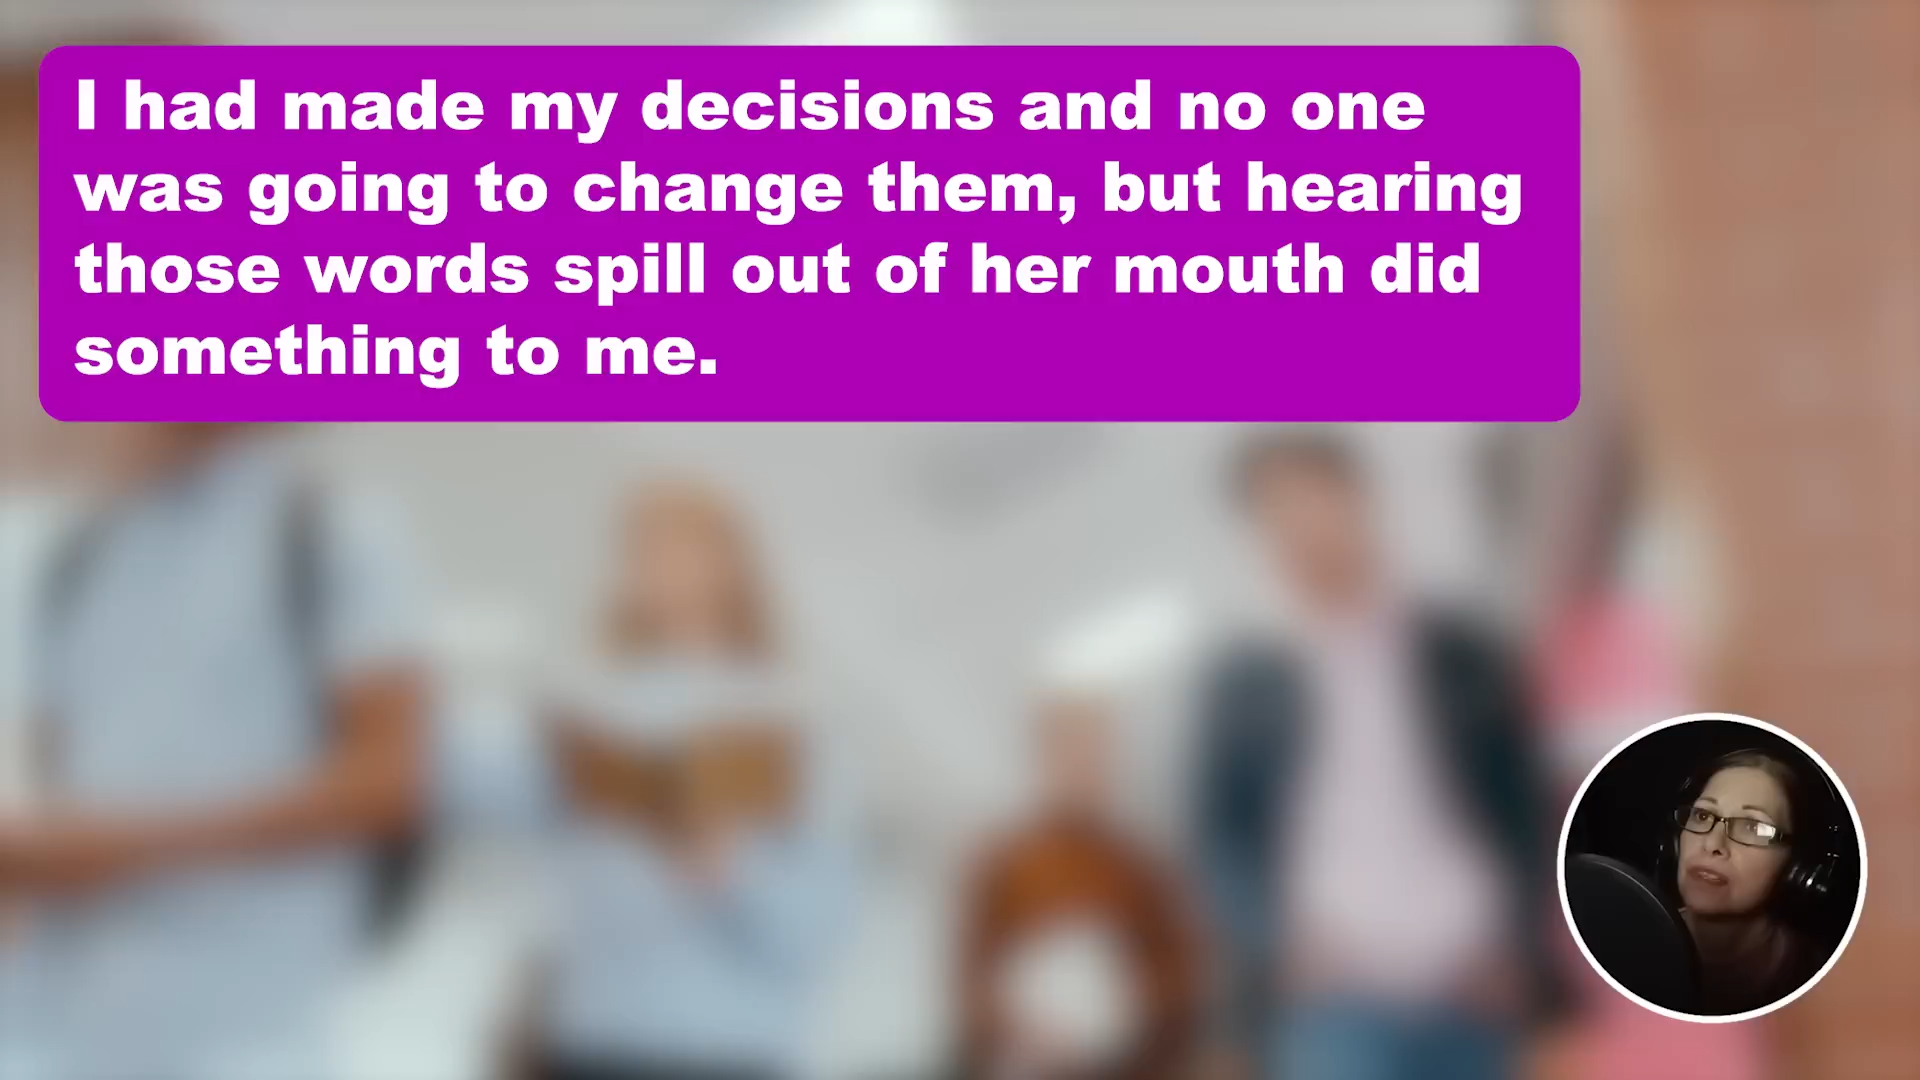 I had made my decisions and no one
was going to change them, but hearing
those words spill out of her mouth did
something to me.